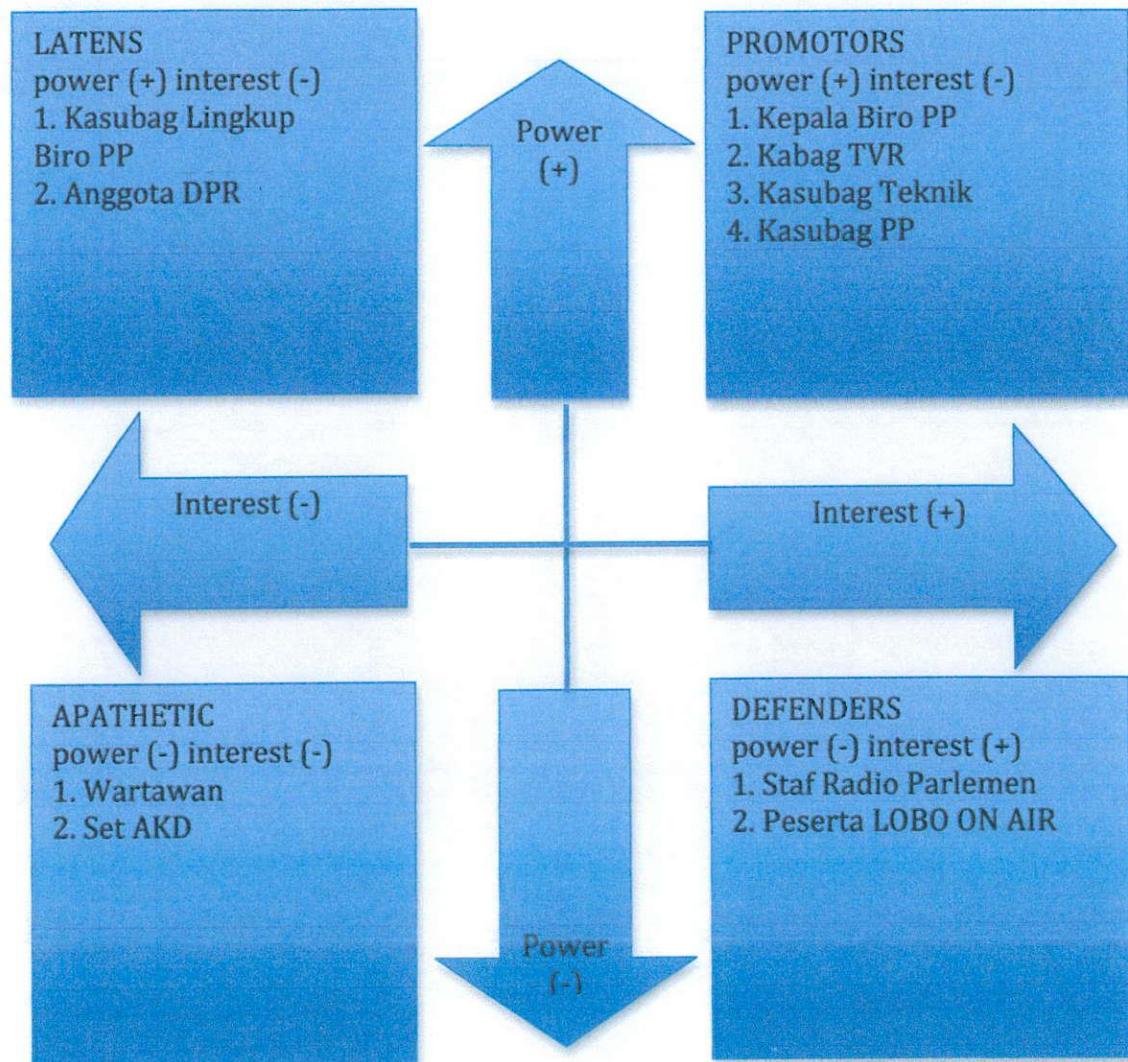 LATENS
power (+) interest (-)
1. Kasubag Lingkup
Biro PP
2. Anggota DPR
Power
(+)
PROMOTORS
power (+) interest (-)
1. Kepala Biro PP
2. Kabag TVR
3. Kasubag Teknik
4. Kasubag PP
Interest (-)
Interest (+)
APATHETIC
power (-) interest (-)
1. Wartawan
2. Set AKD
Power
(-)
DEFENDERS
power (-) interest (+)
1. Staf Radio Parlemen
2. Peserta LOBO ON AIR